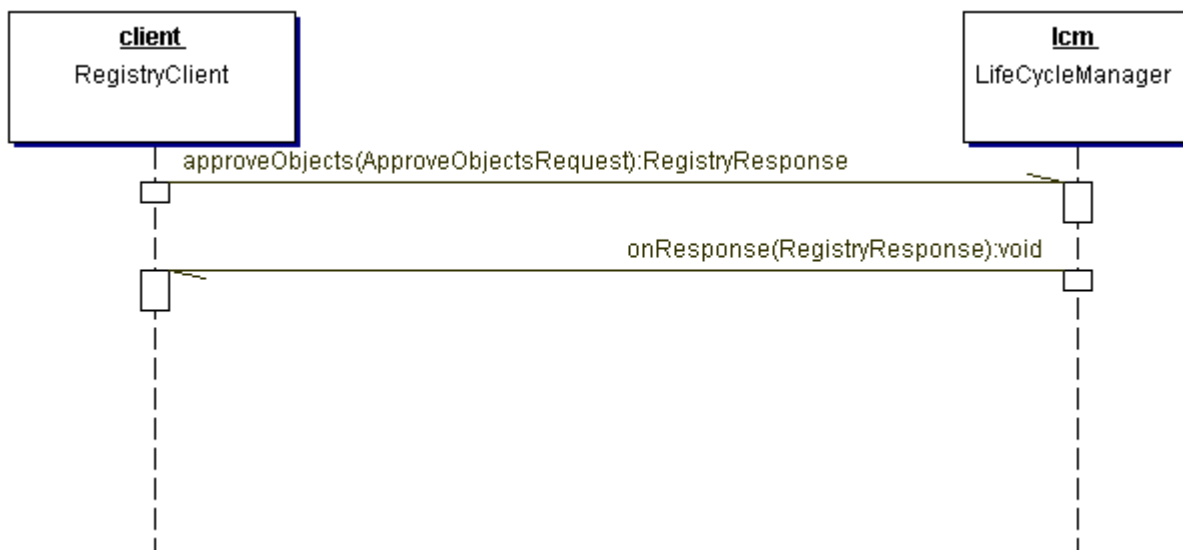 client
RegistryClient
lcm
LifeCycleManager
approveObjects(ApproveObjectsRequest):RegistryResponse
onResponse(RegistryResponse):void